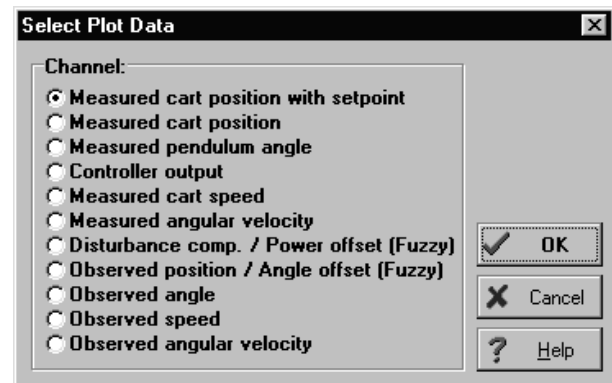 Select Plot Data
Channel:
Measured cart position with setpoint
Measured cart position
Measured pendulum angle
Controller output
Measured cart speed
Measured angular velocity
Disturbance comp. / Power offset (Fuzzy)
Observed position / Angle offset (Fuzzy)
Observed angle
Observed speed
Observed angular velocity
OK
Cancel
Help